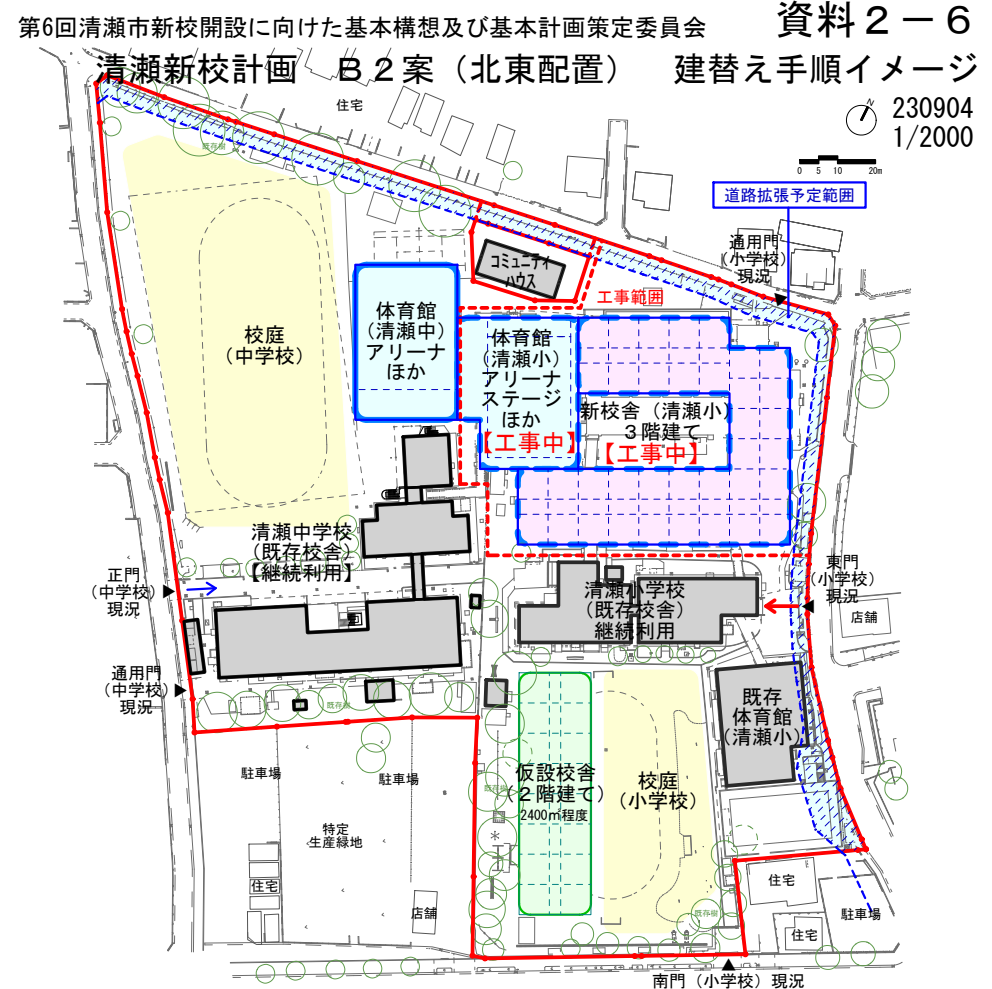 第6回清瀬市新校開設に向けた基本構想及び基本計画策定委員会
資料２－６
清瀬新校計画　Ｂ２案（北東配置）　建替え手順イメージ
N
230904
1/2000
0 5 10 20m
住宅
既存樹
道路拡張予定範囲
通用門
（小学校）
現況
コミュニティ
ハウス
工事範囲
体育館
（清瀬中）
アリーナ
ほか
校庭
（中学校）
体育館
（清瀬小）
アリーナ
ステージ
ほか
【工事中】
新校舎（清瀬小）
３階建て
【工事中】
清瀬中学校
（既存校舎）
【継続利用】
正門
（中学校）
現況
清瀬小学校
（既存校舎）
継続利用
東門
（小学校）
現況
店舗
通用門
（中学校）
現況
既存樹
既存
体育館
（清瀬小）
駐車場
駐車場
仮設校舎
（２階建て）
2400㎡程度
既存樹
校庭
（小学校）
特定
生産緑地
住宅
店舗
既存樹
住宅
駐車場
住宅
南門（小学校）現況